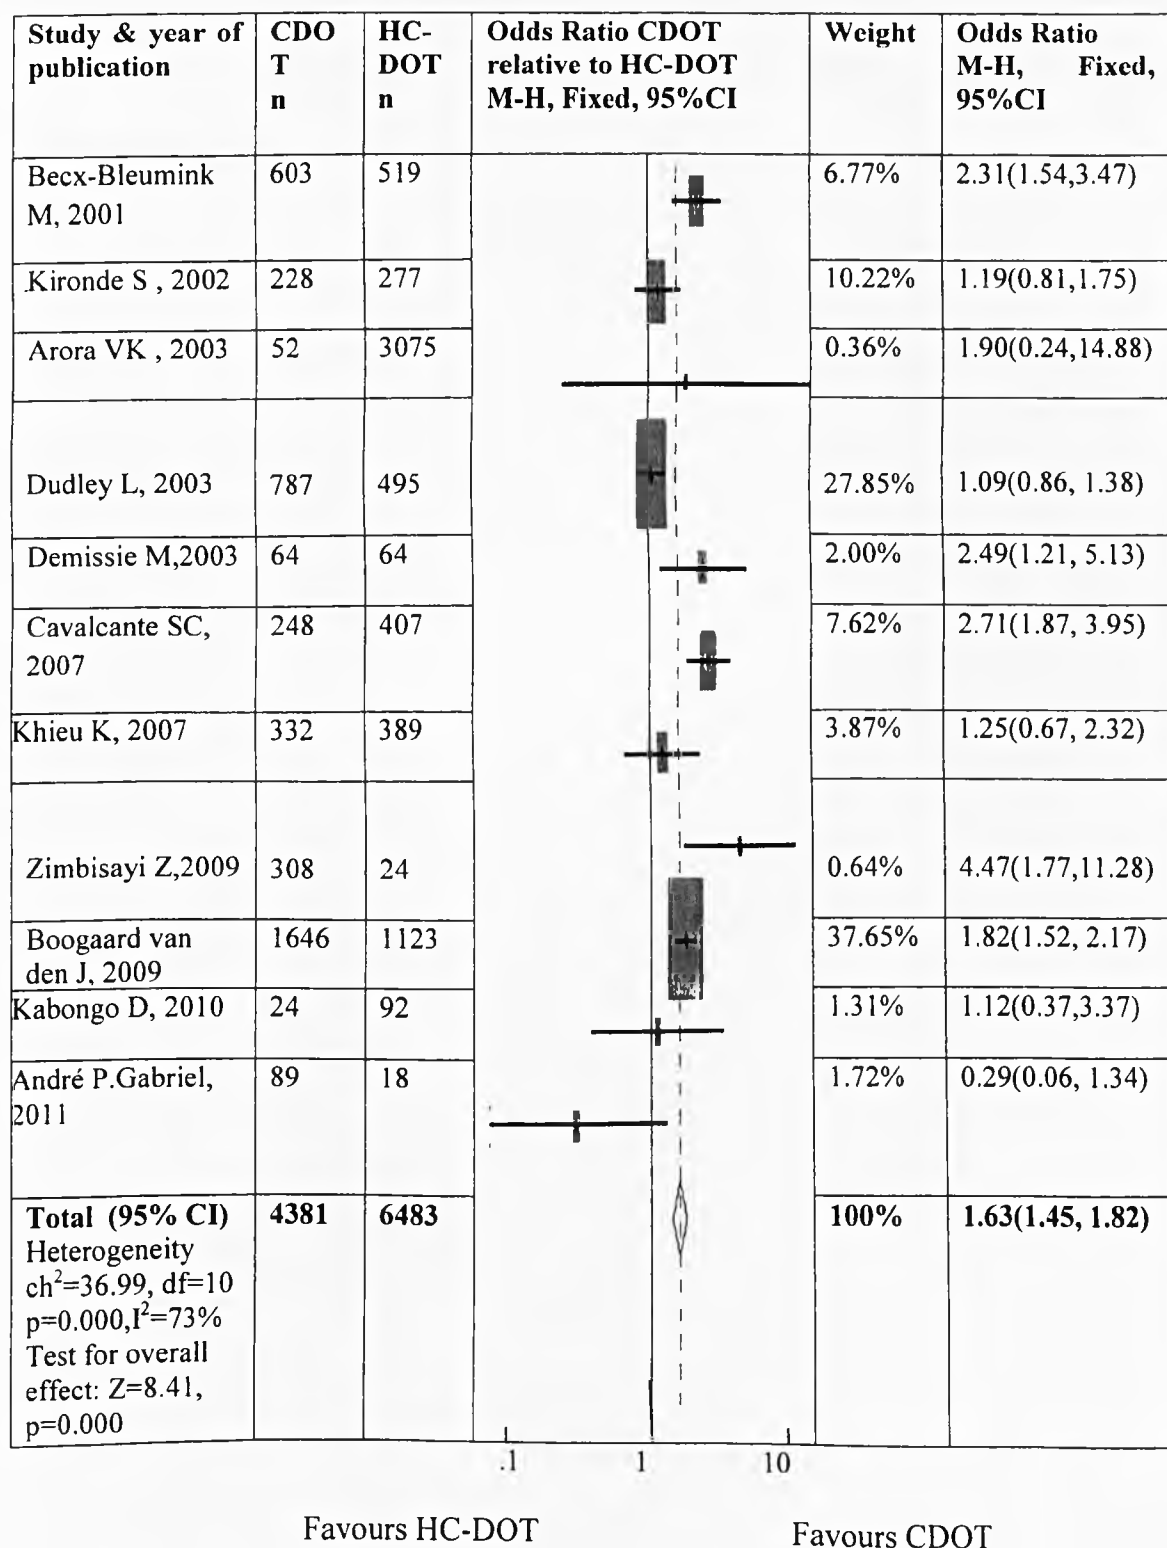 Study & year of publication | CDO T n | HC-DOT n | Odds Ratio CDOT relative to HC-DOT M-H, Fixed, 95%CI | Weight | Odds Ratio M-H, Fixed, 95%CI
Becx-Bleumink M, 2001 | 603 | 519 | 6.77% | 2.31(1.54,3.47)
Kironde S , 2002 | 228 | 277 | 10.22% | 1.19(0.81,1.75)
Arora VK , 2003 | 52 | 3075 | 0.36% | 1.90(0.24,14.88)
Dudley L, 2003 | 787 | 495 | 27.85% | 1.09(0.86, 1.38)
Demissie M,2003 | 64 | 64 | 2.00% | 2.49(1.21, 5.13)
Cavalcante SC, 2007 | 248 | 407 | 7.62% | 2.71(1.87, 3.95)
Khieu K, 2007 | 332 | 389 | 3.87% | 1.25(0.67, 2.32)
Zimbisayi Z,2009 | 308 | 24 | 0.64% | 4.47(1.77,11.28)
Boogaard van den J, 2009 | 1646 | 1123 | 37.65% | 1.82(1.52, 2.17)
Kabongo D, 2010 | 24 | 92 | 1.31% | 1.12(0.37,3.37)
André P.Gabriel, 2011 | 89 | 18 | 1.72% | 0.29(0.06, 1.34)
Total (95% CI) | 4381 | 6483 | 100% | 1.63(1.45, 1.82)
Heterogeneity
ch²=36.99, df=10
p=0.000,I²=73%
Test for overall
effect: Z=8.41,
p=0.000
.1 1 10
Favours HC-DOT Favours CDOT